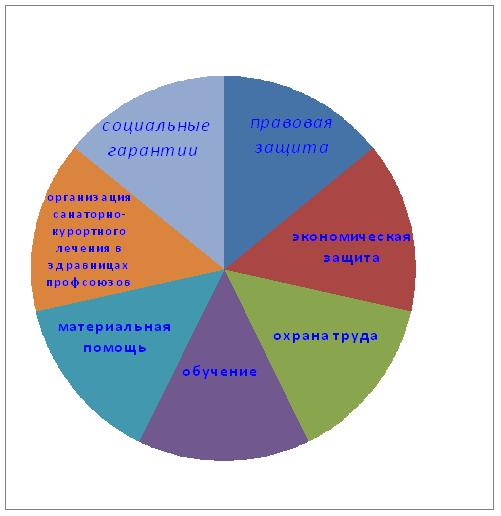 социальные
гарантии
правовая
защита
организация
санаторно-
курортного
лечения в
здравницах
профсоюзов
экономическая
защита
материальная
помощь
охрана труда
обучение